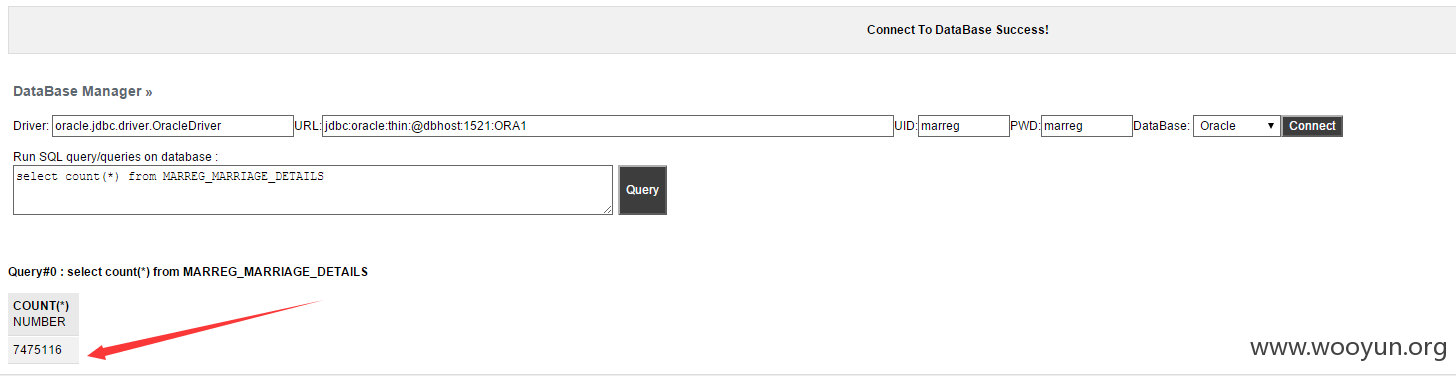 Connect To DataBase Success!
DataBase Manager »
Driver: oracle.jdbc.driver.OracleDriver URL: jdbc:oracle:thin:@dbhost:1521:ORA1 UID: marreg PWD: marreg DataBase: Oracle Connect
Run SQL query/queries on database :
select count(*) from MARREG_MARRIAGE_DETAILS
Query
Query#0 : select count(*) from MARREG_MARRIAGE_DETAILS
COUNT(*)
NUMBER
7475116
www.wooyun.org